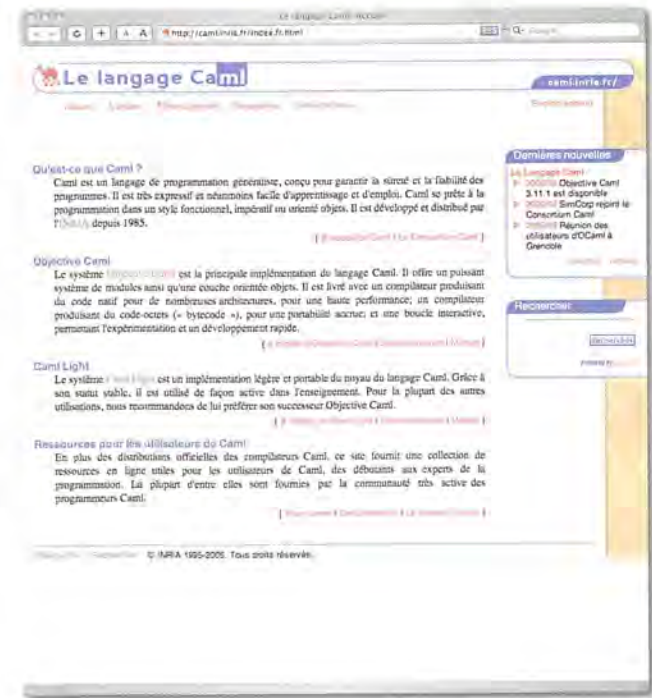 Le langage Caml: Accueil
http://caml.inria.fr/index.fr.html
Le langage Caml
caml.inria.fr/
Qu'est-ce que Caml ?
Caml est un langage de programmation généraliste, conçu pour garantir la sûreté et la fiabilité des
programmes. Il est très expressif et néanmoins facile d'apprentissage et d'emploi. Caml se prête à la
programmation dans un style fonctionnel, impératif ou orienté objets. Il est développé et distribué par
l'INRIA depuis 1985.
Objective Caml
Le système Objective Caml est la principale implémentation du langage Caml. Il offre un puissant
système de modules ainsi qu'une couche orientée objets. Il est livré avec un compilateur produisant
du code natif pour de nombreuses architectures, pour une haute performance; un compilateur
produisant du code-octets (« bytecode »), pour une portabilité accrue; et une boucle interactive,
permettant l'expérimentation et un développement rapide.
Caml Light
Le système Caml Light est un implémentation légère et portable du noyau du langage Caml. Grâce à
son statut stable, il est utilisé de façon active dans l'enseignement. Pour la plupart des autres
utilisations, nous recommandons de lui préférer son successeur Objective Caml.
Ressources pour les utilisateurs de Caml
En plus des distributions officielles des compilateurs Caml, ce site fournit une collection de
ressources en ligne utiles pour les utilisateurs de Caml, des débutants aux experts de la
programmation. La plupart d'entre elles sont fournies par la communauté très active des
programmeurs Caml.
Dernières nouvelles
Le Langage Caml
Objective Caml
3.11.1 est disponible
SimCorp rejoint le
Consortium Caml
Réunion des
utilisateurs d'OCaml à
Grenoble
Rechercher
Rechercher
© INRIA 1995-2005. Tous droits réservés.